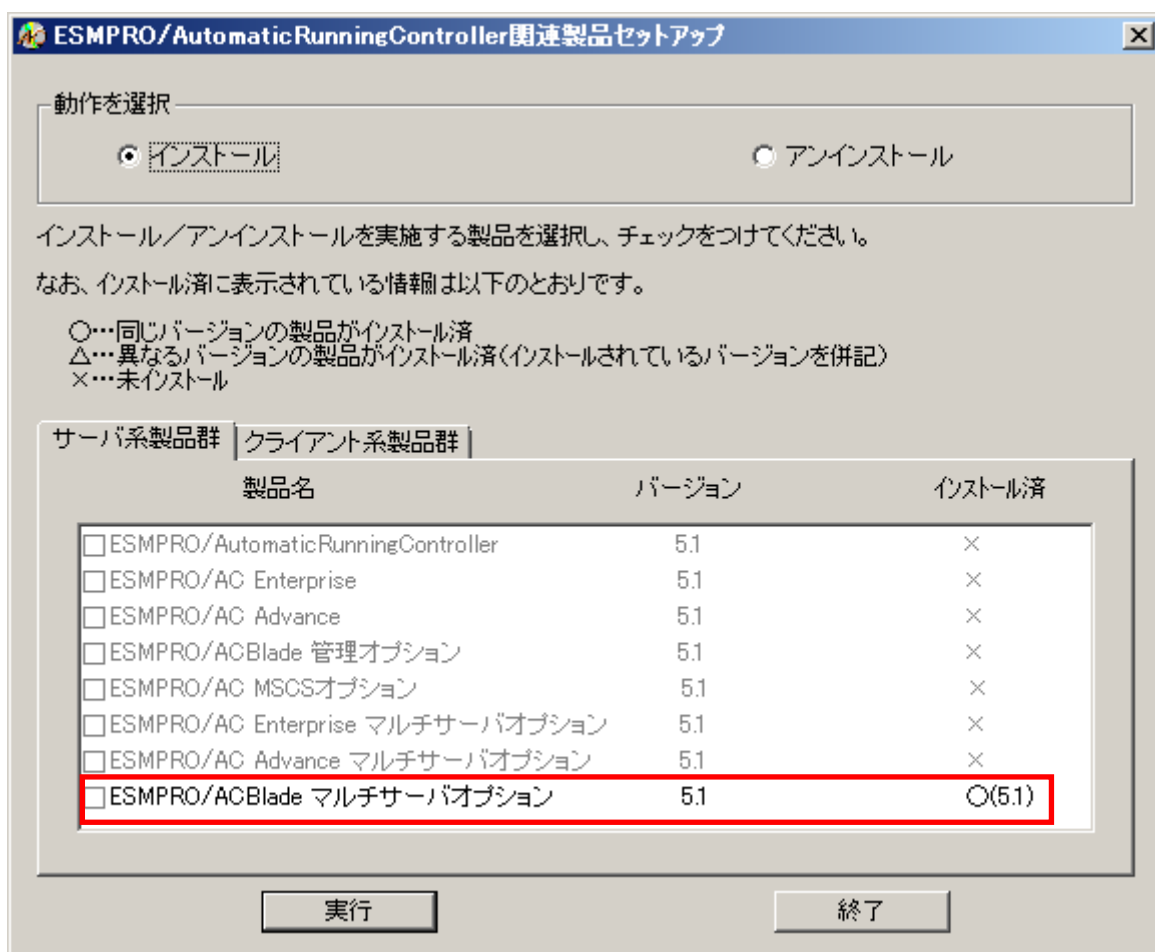 ESMPRO/AutomaticRunningController関連製品セットアップ
動作を選択
インストール アンインストール
インストール／アンインストールを実施する製品を選択し、チェックをつけてください。
なお、インストール済に表示されている情報は以下のとおりです。
○…同じバージョンの製品がインストール済
△…異なるバージョンの製品がインストール済（インストールされているバージョンを併記）
×…未インストール
サーバ系製品群 クライアント系製品群
製品名 バージョン インストール済
ESMPRO/AutomaticRunningController 5.1 ×
ESMPRO/AC Enterprise 5.1 ×
ESMPRO/AC Advance 5.1 ×
ESMPRO/ACBlade 管理オプション 5.1 ×
ESMPRO/AC MSCSオプション 5.1 ×
ESMPRO/AC Enterprise マルチサーバオプション 5.1 ×
ESMPRO/AC Advance マルチサーバオプション 5.1 ×
ESMPRO/ACBlade マルチサーバオプション 5.1 ○(5.1)
実行 終了